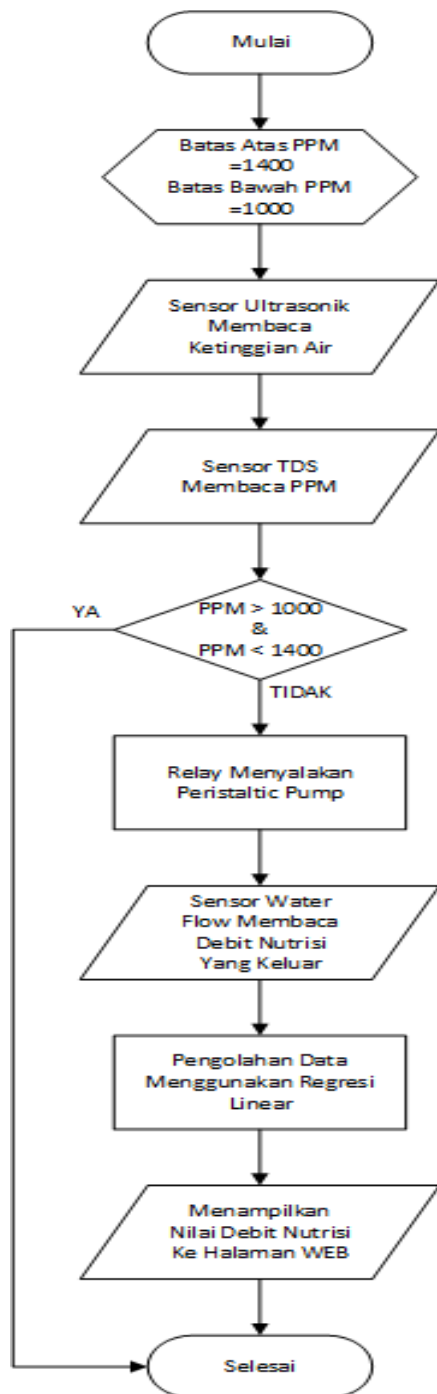 Mulai
Batas Atas PPM
=1400
Batas Bawah PPM
=1000
Sensor Ultrasonik
Membaca
Ketinggian Air
Sensor TDS
Membaca PPM
YA
PPM > 1000
&
PPM < 1400
TIDAK
Relay Menyalakan
Peristaltic Pump
Sensor Water
Flow Membaca
Debit Nutrisi
Yang Keluar
Pengolahan Data
Menggunakan Regresi
Linear
Menampilkan
Nilai Debit Nutrisi
Ke Halaman WEB
Selesai